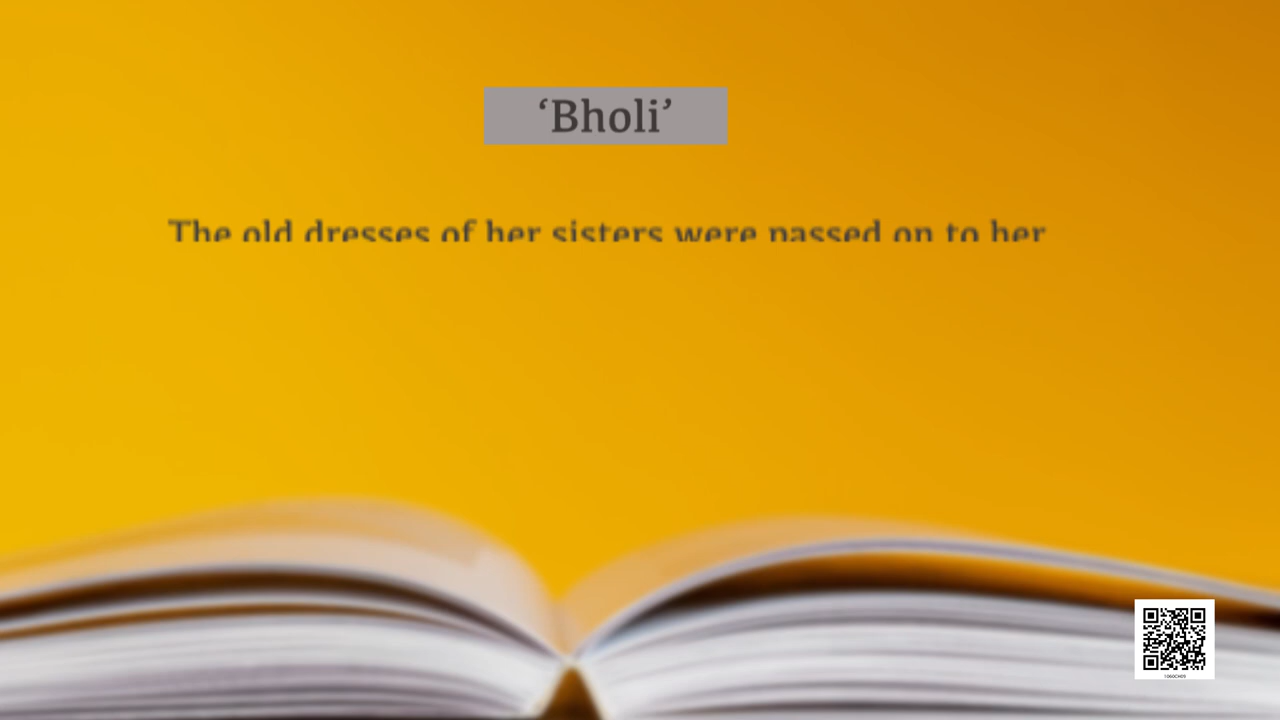 ‘Bholi’
The old dresses of her sisters were passed on to her